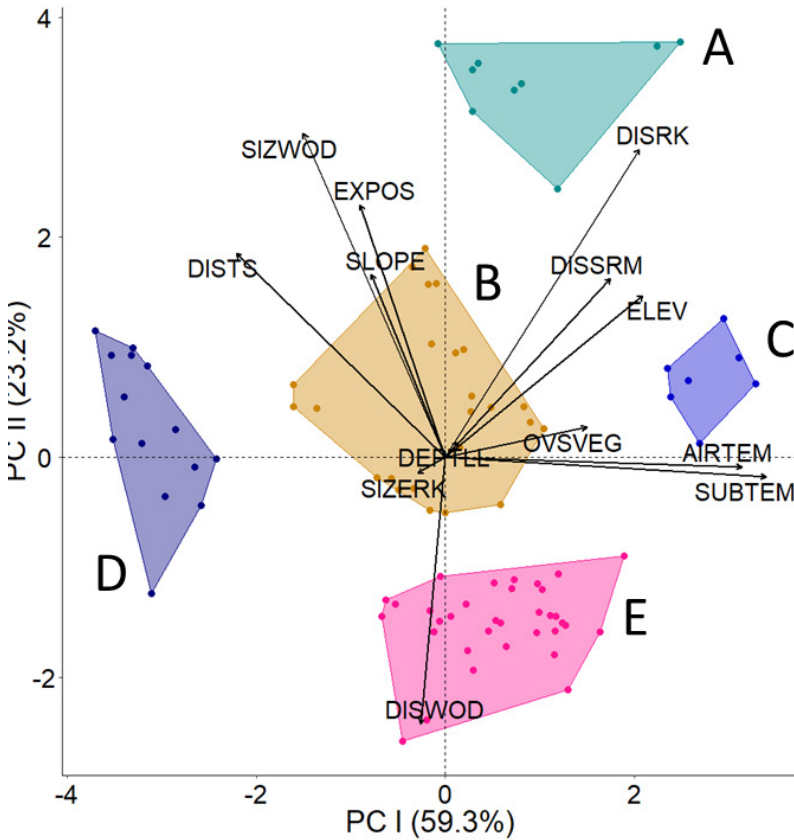 4
A
DISRK
SIZWOD
EXPOS
2
DISTS
SLOPE
B
DISSRM
ELEV
C
PC II (23.2%)
0
OVSVEG
DEPTLL
AIRTEM
SIZERK
SUBTEM
D
E
-2
DISWOD
-4
-2
0
2
PC I (59.3%)